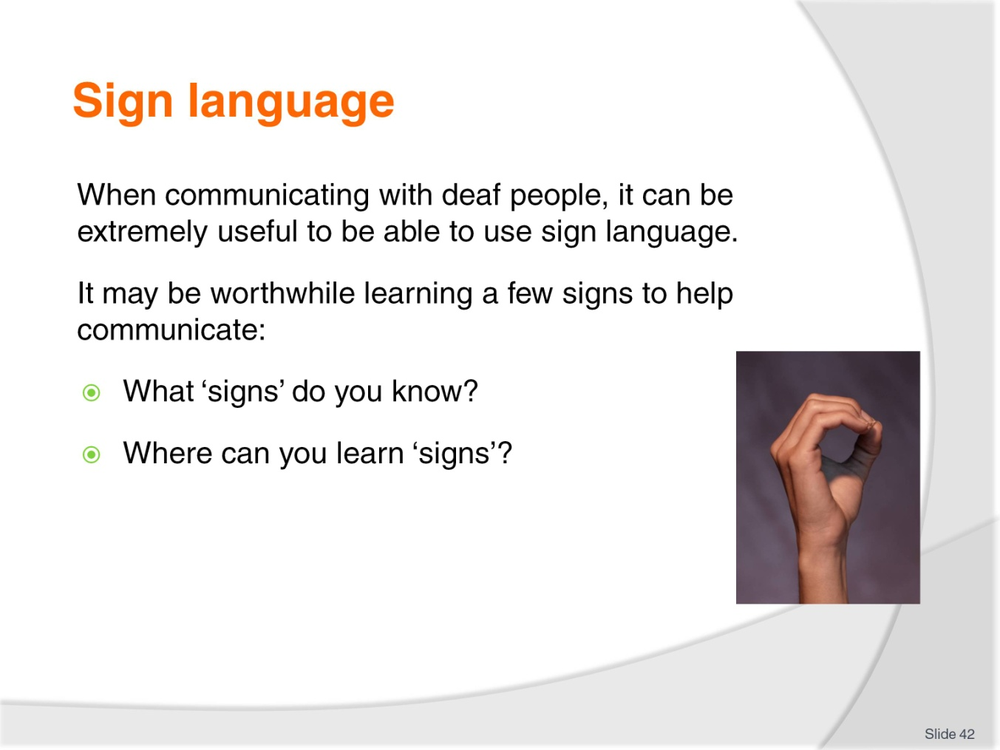 Sign language
When communicating with deaf people, it can be
extremely useful to be able to use sign language.
It may be worthwhile learning a few signs to help
communicate:
What ‘signs’ do you know?
Where can you learn ‘signs’?
Slide 42